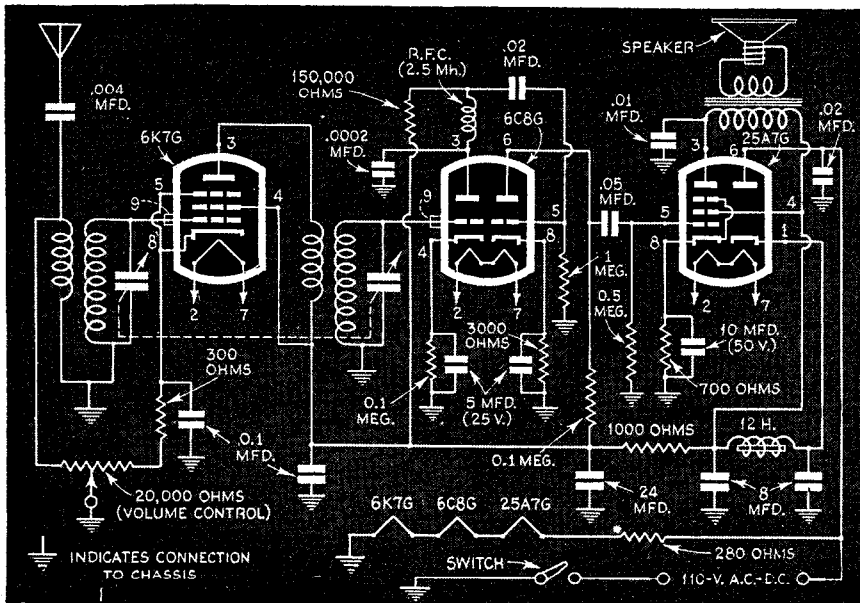 SPEAKER
R.F.C.
(2.5 Mh.)
.02
MFD.
150,000
OHMS
6C8G
.004
MFD.
.01
MFD.
25A7G
.02
MFD.
6K7G
.0002
MFD.
3
5
9
4
8
2
7
3
6
9
5
4
8
2
7
.05
MFD.
3
6
4
5
1
8
2
7
1
MEG.
0.5
MEG.
300
OHMS
0.1
MEG.
3000
OHMS
5 MFD.
(25 V.)
10 MFD.
(50 V.)
700 OHMS
0.1
MFD.
0.1 MEG.
1000 OHMS
12 H.
20,000 OHMS
(VOLUME CONTROL)
24
MFD.
8
MFD.
6K7G 6C8G 25A7G
*
280 OHMS
INDICATES CONNECTION
TO CHASSIS
SWITCH
110-V. A.C.-D.C.